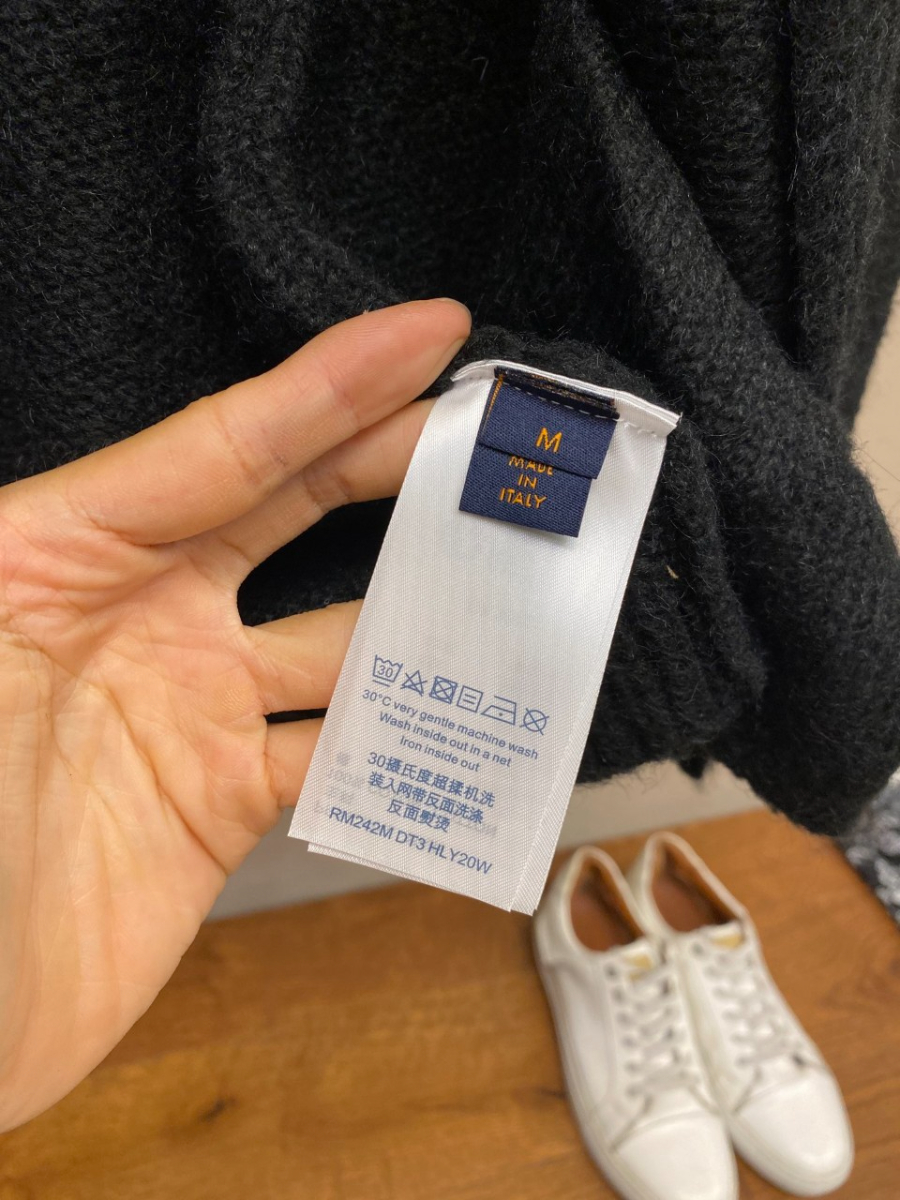 M
MADE
IN
ITALY
30
30°C very gentle machine wash
Wash inside out in a net
Iron inside out
30摄氏度超揉机洗
装入网带反面洗涤
反面熨烫
RM242M DT3 HLY20W